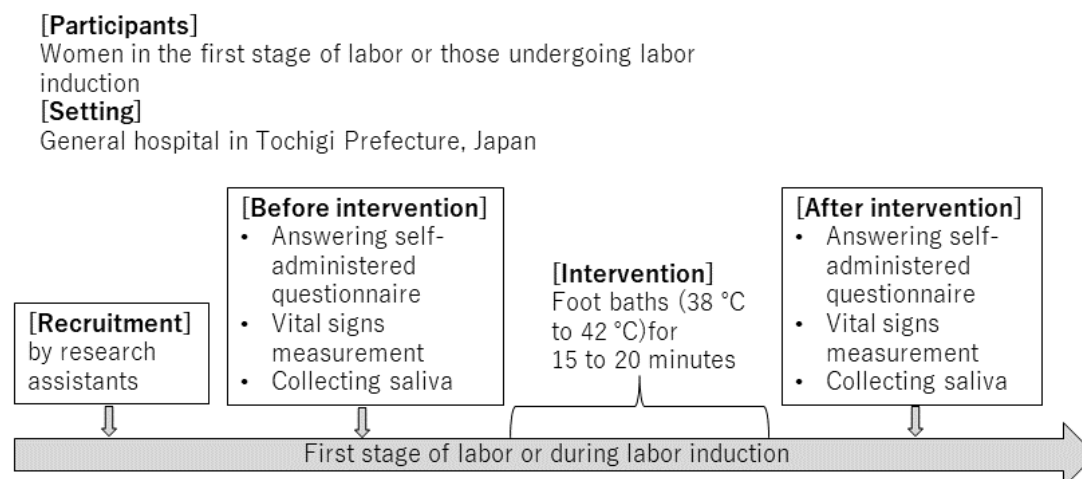 [Participants]
Women in the first stage of labor or those undergoing labor
induction
[Setting]
General hospital in Tochigi Prefecture, Japan
[Recruitment]
by research
assistants
[Before intervention]
• Answering self-
administered
questionnaire
• Vital signs
measurement
• Collecting saliva
[Intervention]
Foot baths (38 °C
to 42 °C)for
15 to 20 minutes
[After intervention]
• Answering self-
administered
questionnaire
• Vital signs
measurement
• Collecting saliva
First stage of labor or during labor induction